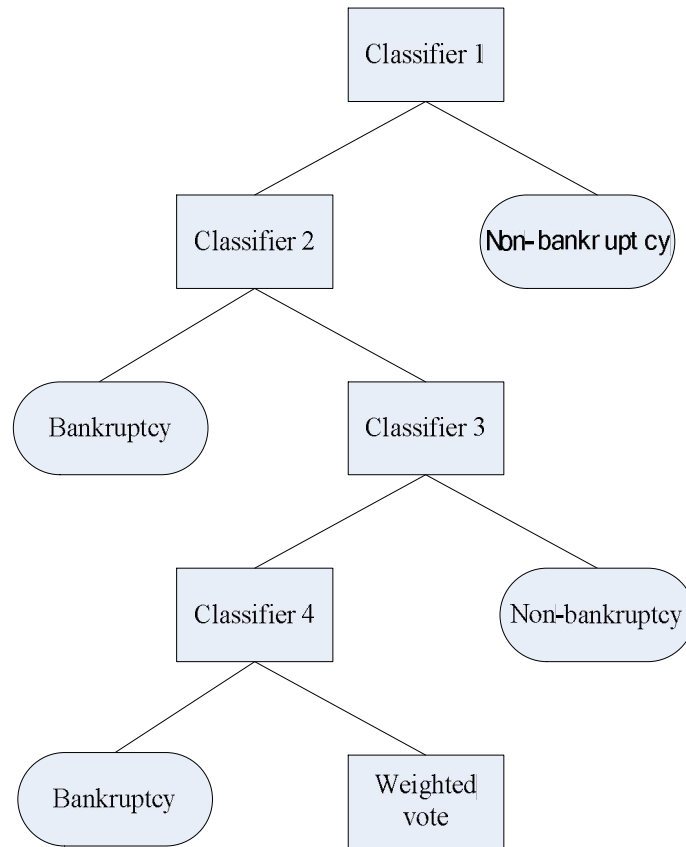 Classifier 1
Classifier 2
Non-bankruptcy
Bankruptcy
Classifier 3
Classifier 4
Non-bankruptcy
Bankruptcy
Weighted
vote